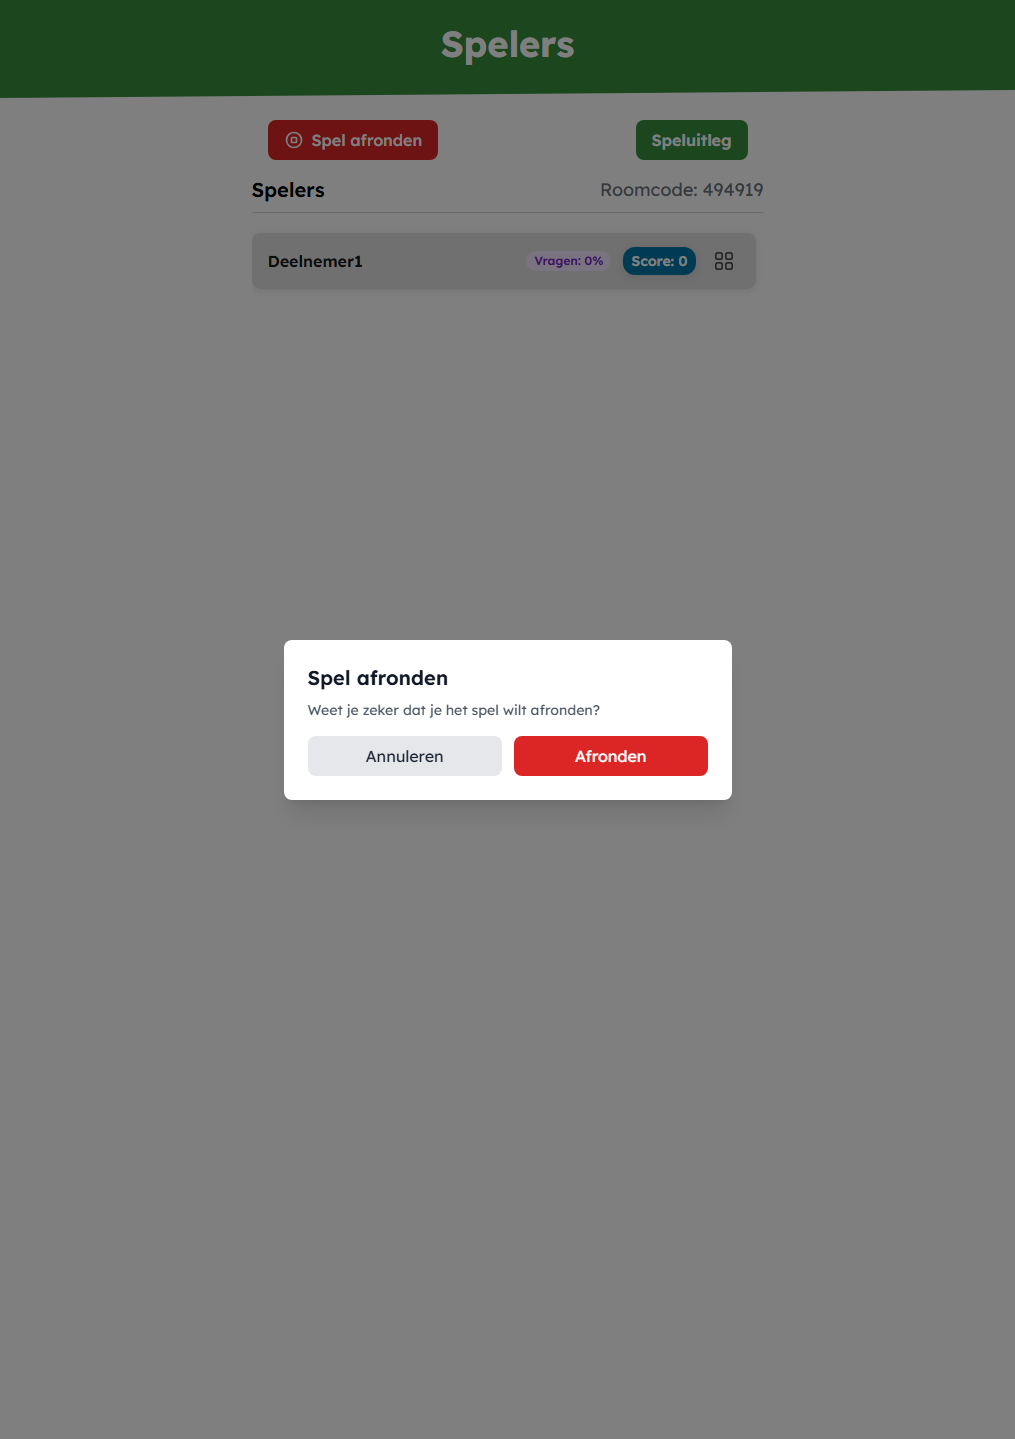 Spelers
Spel afronden
Speluitleg
Spelers
Roomcode: 494919
Deelnemer1
Vragen: 0%
Score: 0
Spel afronden
Weet je zeker dat je het spel wilt afronden?
Annuleren
Afronden